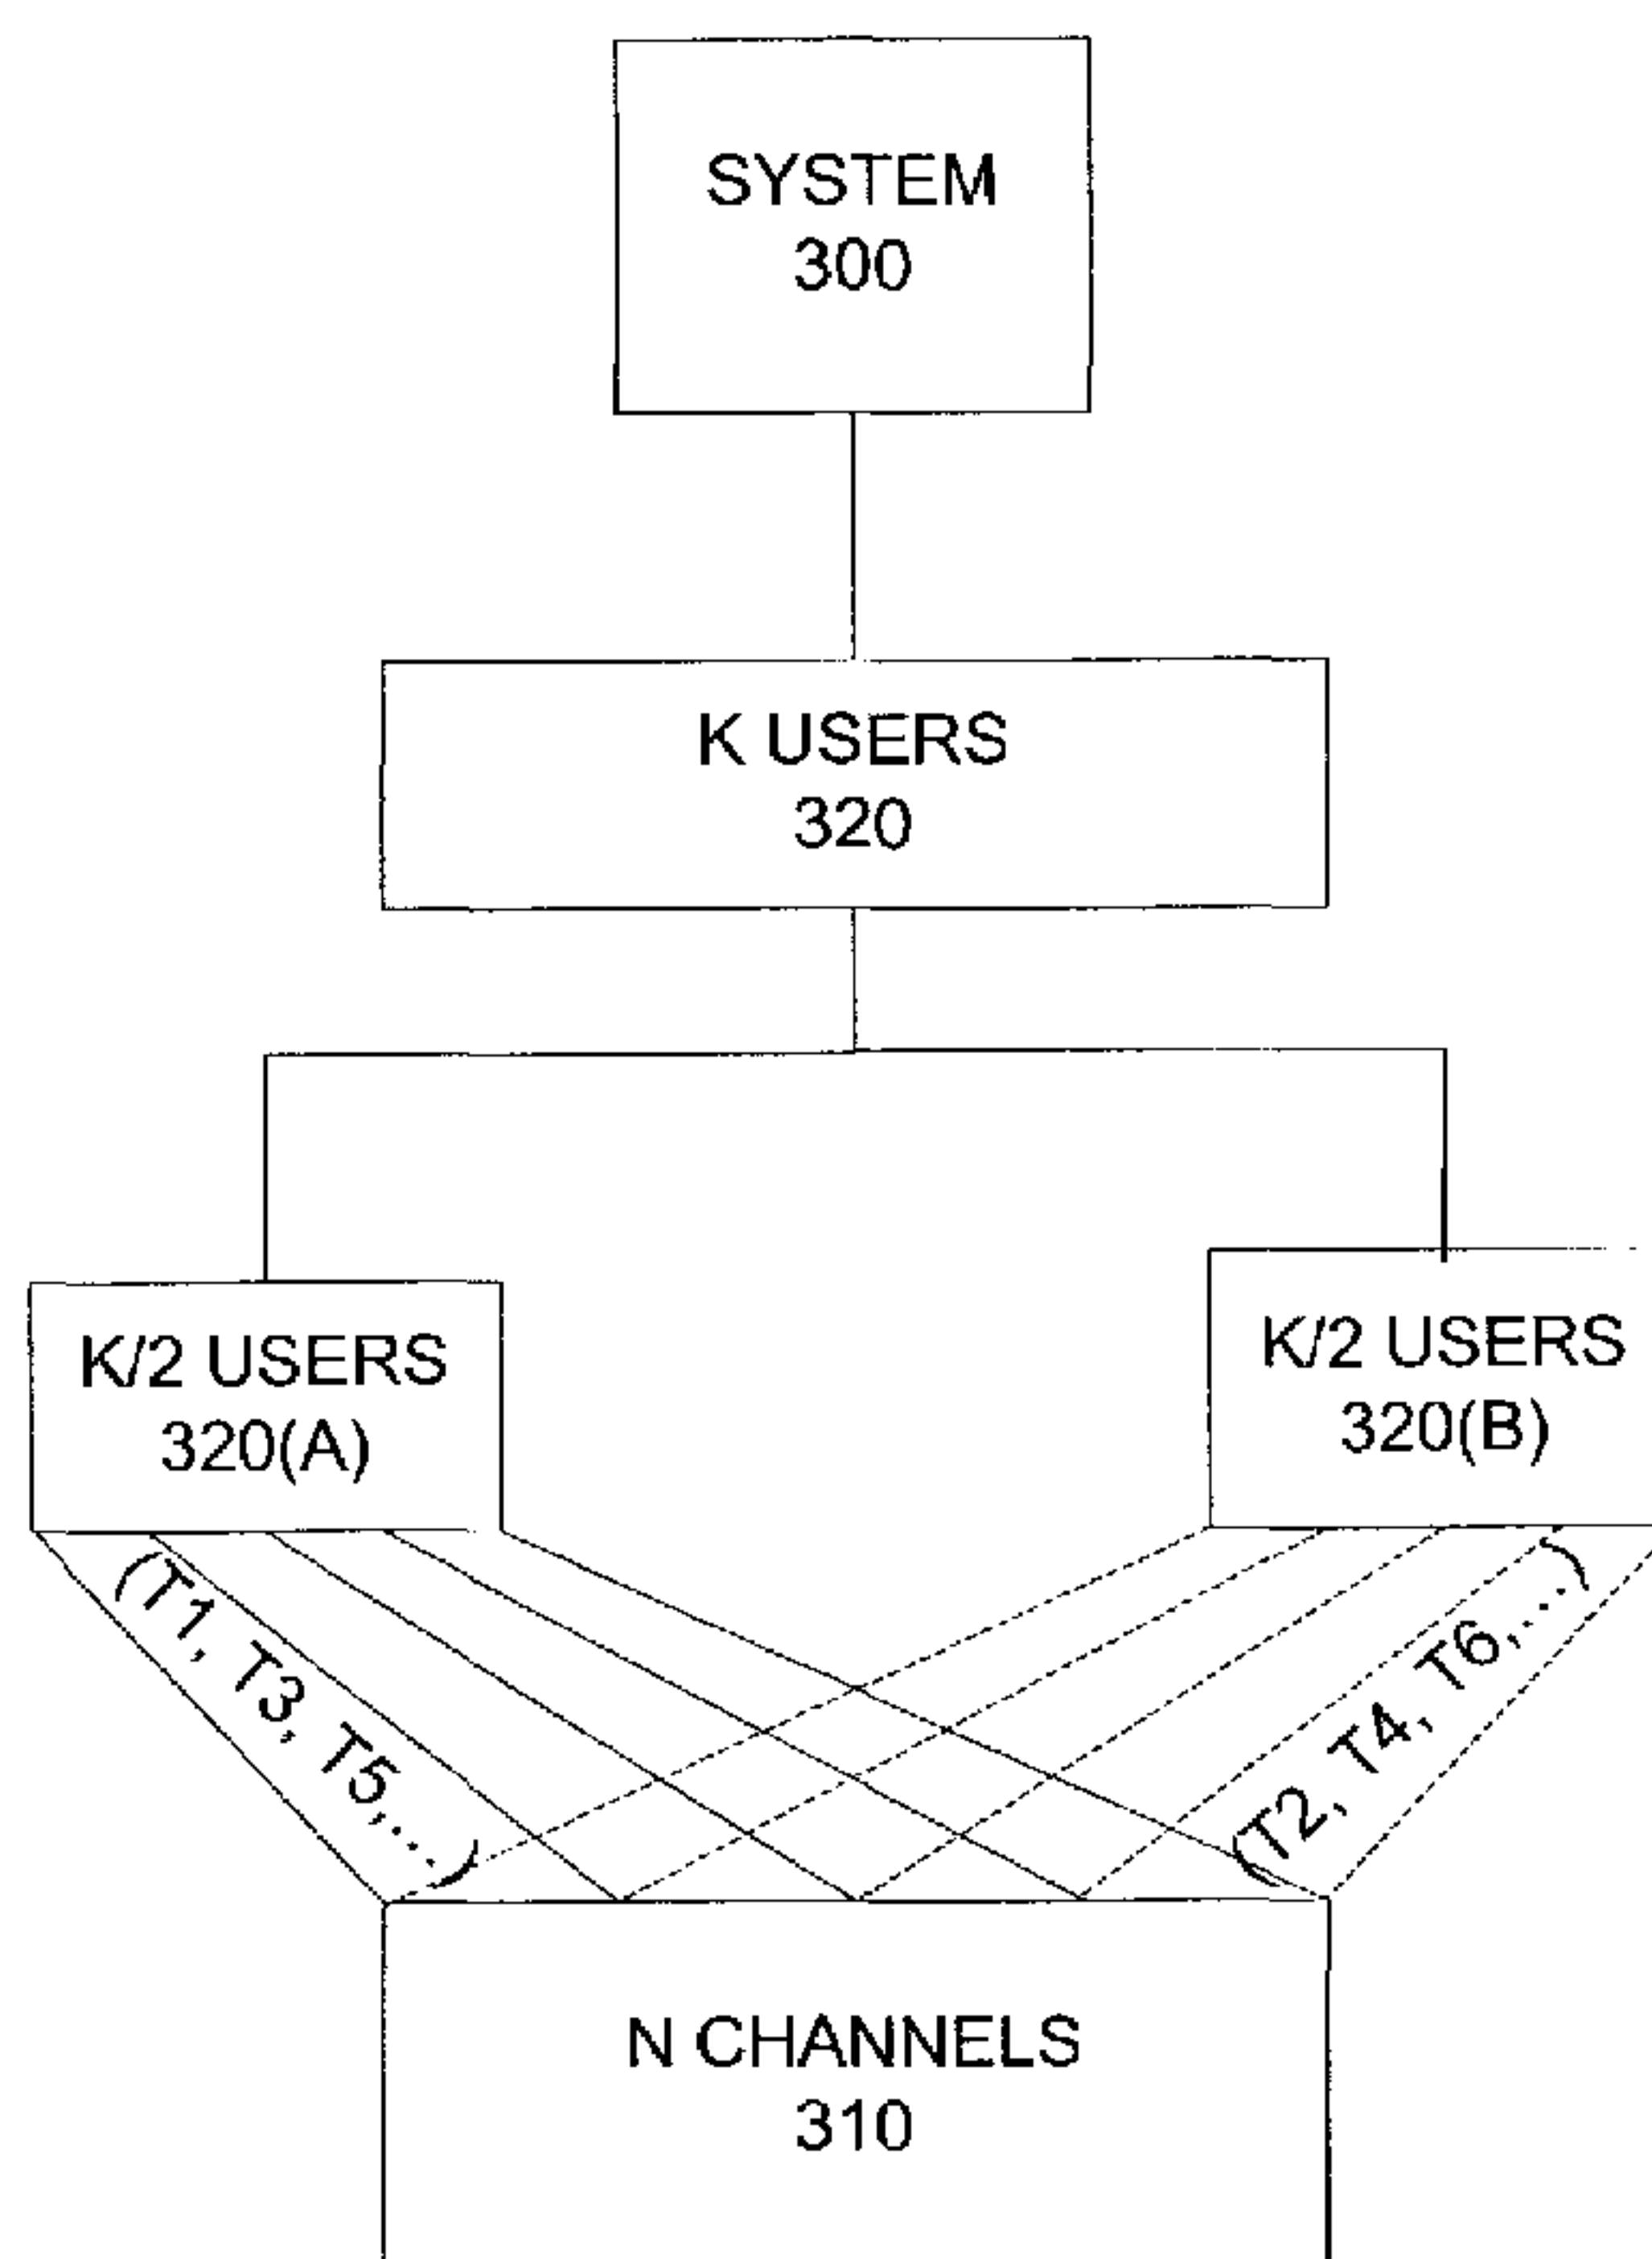 SYSTEM
300
K USERS
320
K/2 USERS
320(A)
K/2 USERS
320(B)
(T1, T3, T5,...)
(T2, T4, T6,...)
N CHANNELS
310